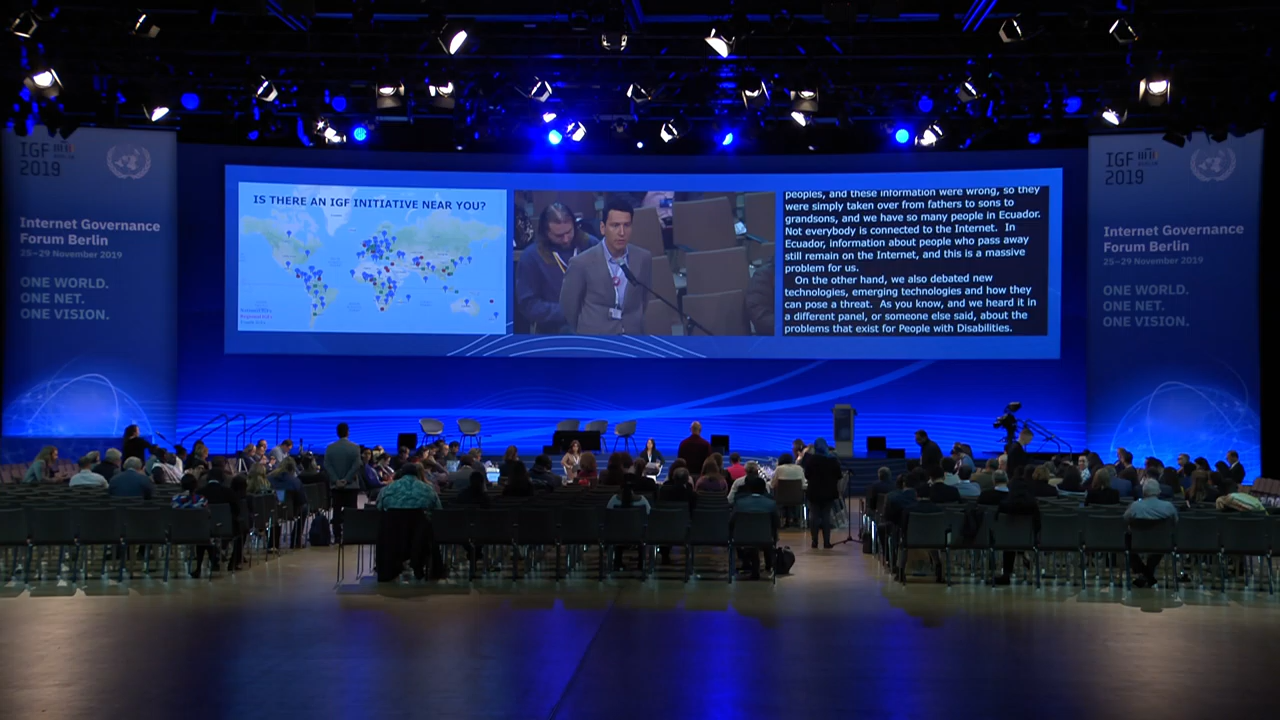 IGF
2019
Internet Governance
Forum Berlin
25–29 November 2019
ONE WORLD.
ONE NET.
ONE VISION.
IS THERE AN IGF INITIATIVE NEAR YOU?
peoples, and these information were wrong, so they
were simply taken over from fathers to sons to
grandsons, and we have so many people in Ecuador.
Not everybody is connected to the Internet.  In
Ecuador, information about people who pass away
still remain on the Internet, and this is a massive
problem for us.
On the other hand, we also debated new
technologies, emerging technologies and how they
can pose a threat.  As you know, and we heard it in
a different panel, or someone else said, about the
problems that exist for People with Disabilities.
IGF
2019
Internet Governance
Forum Berlin
25–29 November 2019
ONE WORLD.
ONE NET.
ONE VISION.